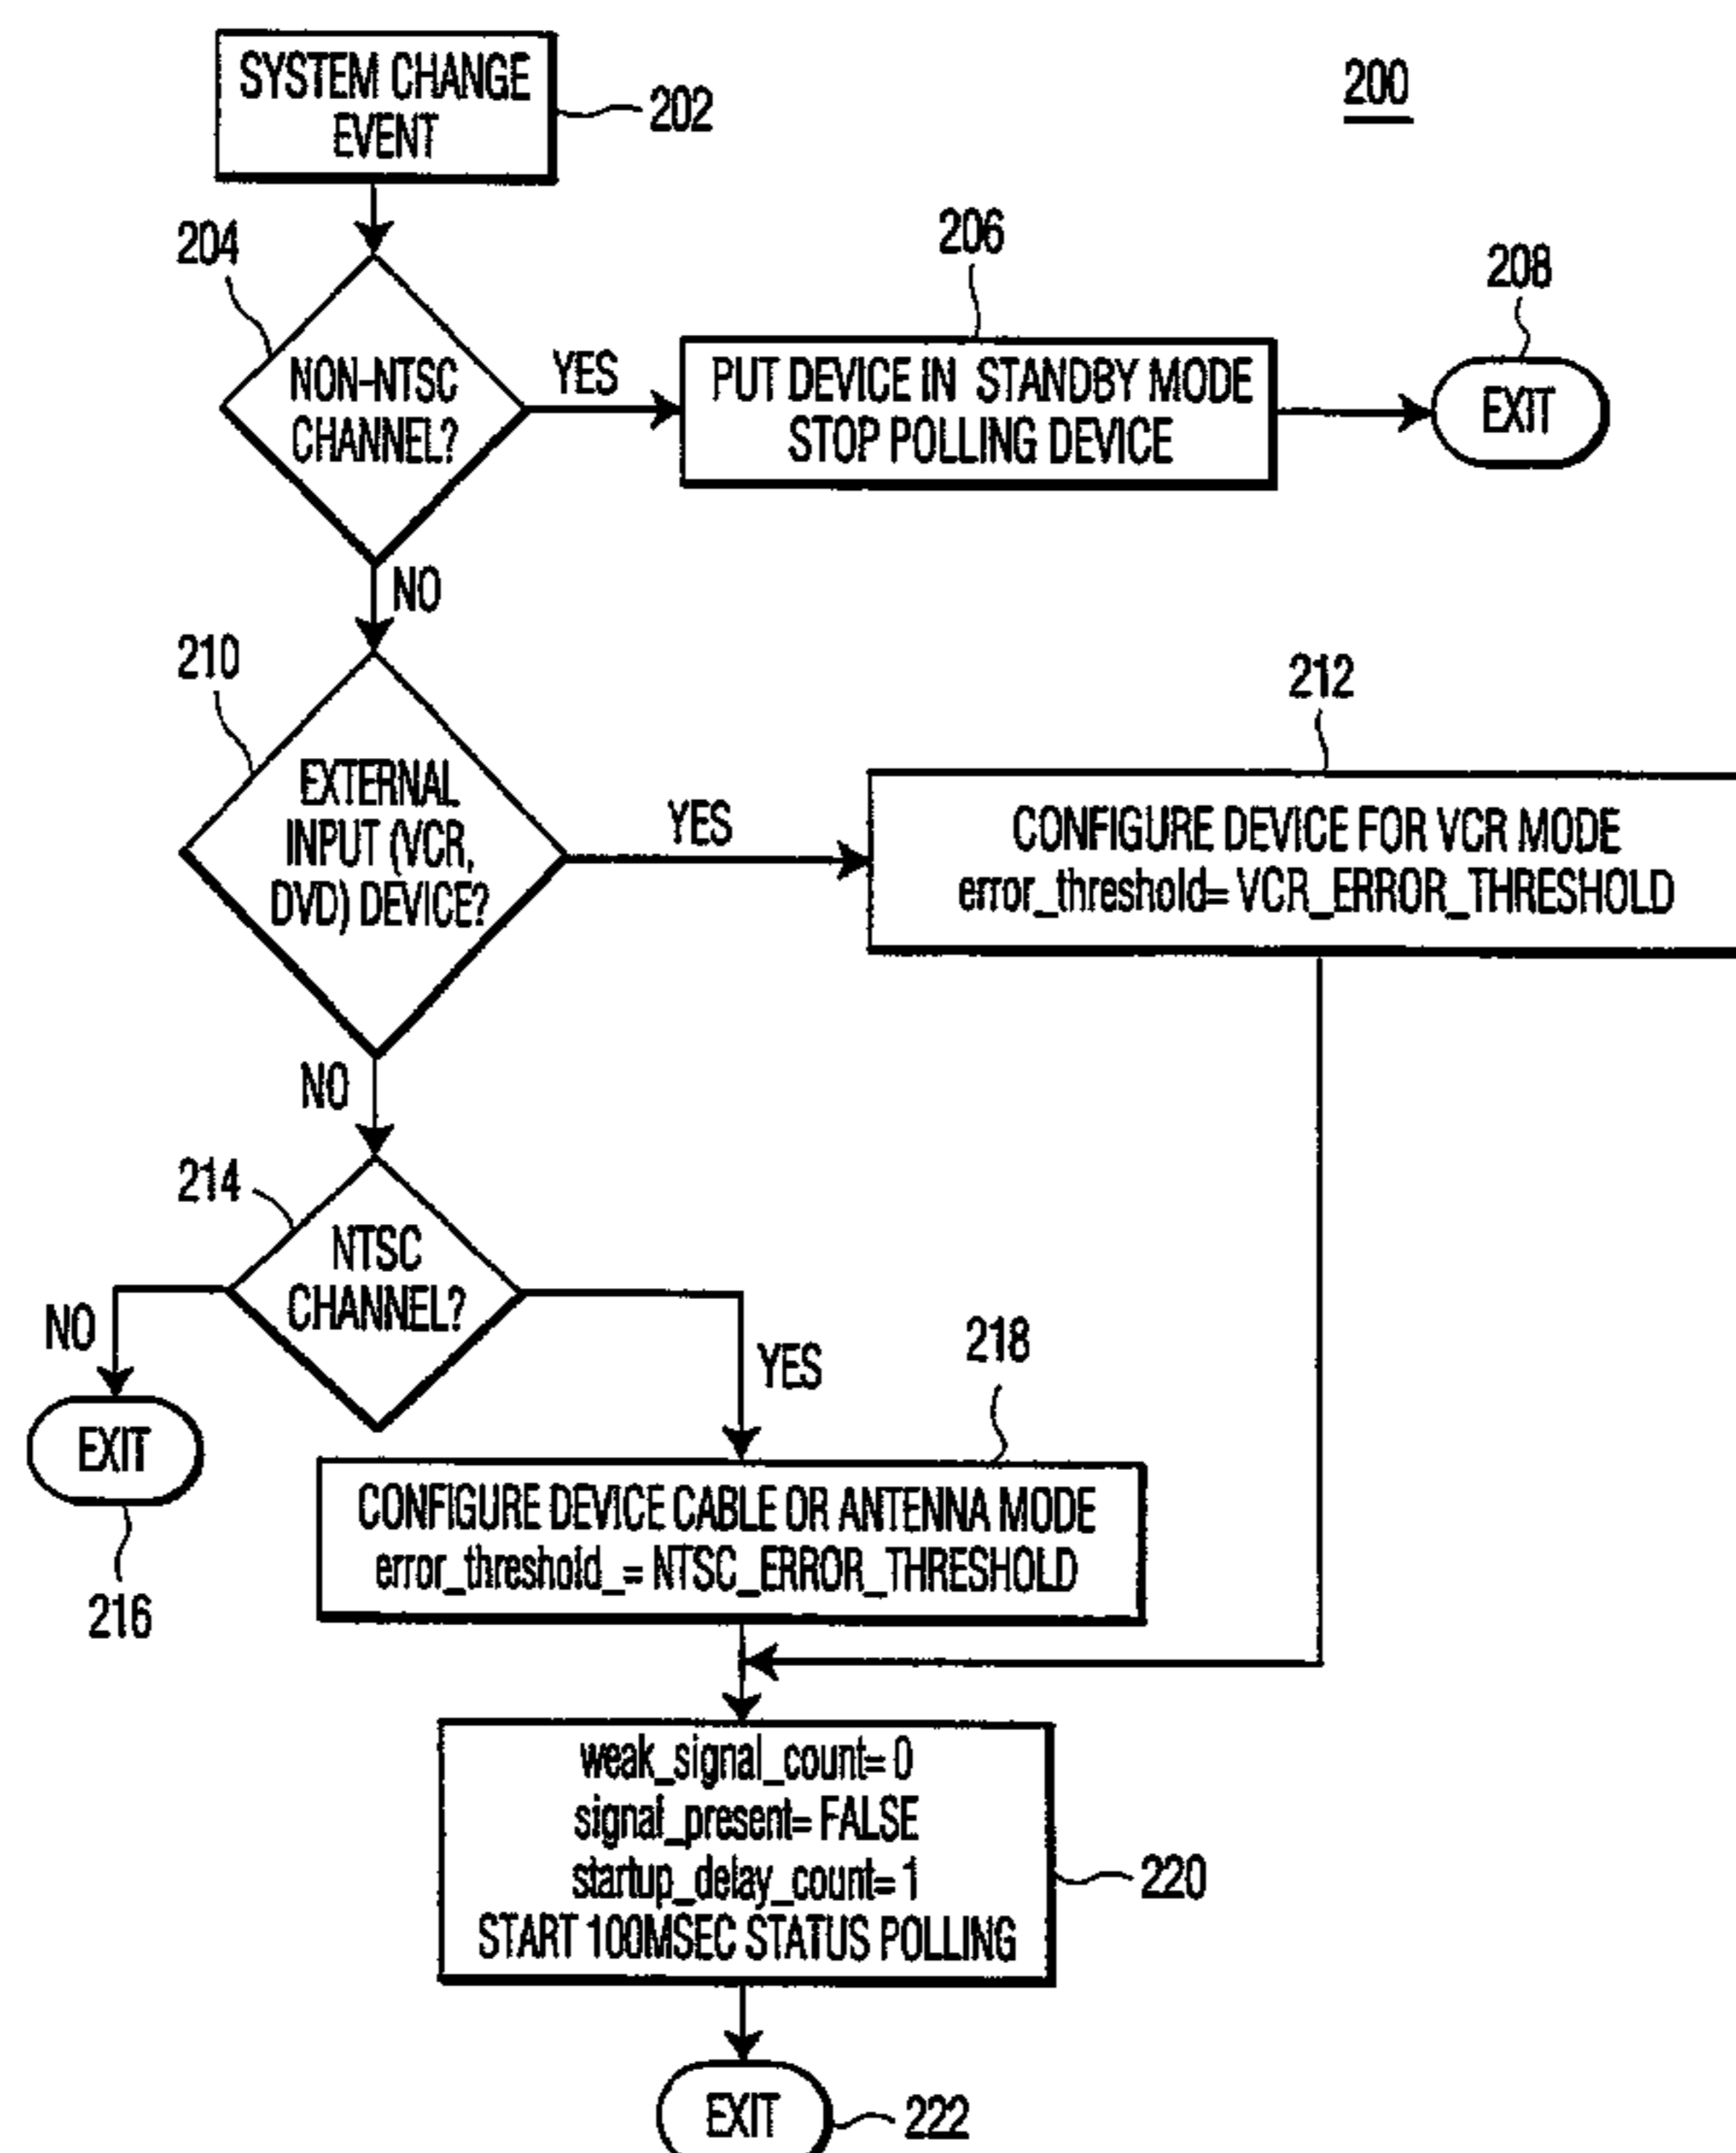 SYSTEM CHANGE
EVENT
202
200
204
NON-NTSC
CHANNEL?
YES
206
PUT DEVICE IN STANDBY MODE
STOP POLLING DEVICE
208
EXIT
NO
210
EXTERNAL
INPUT (VCR,
DVD) DEVICE?
YES
212
CONFIGURE DEVICE FOR VCR MODE
error_threshold= VCR_ERROR_THRESHOLD
NO
214
NTSC
CHANNEL?
NO
EXIT
216
YES
218
CONFIGURE DEVICE CABLE OR ANTENNA MODE
error_threshold_= NTSC_ERROR_THRESHOLD
weak_signal_count= 0
signal_present= FALSE
startup_delay_count= 1
START 100MSEC STATUS POLLING
220
EXIT
222